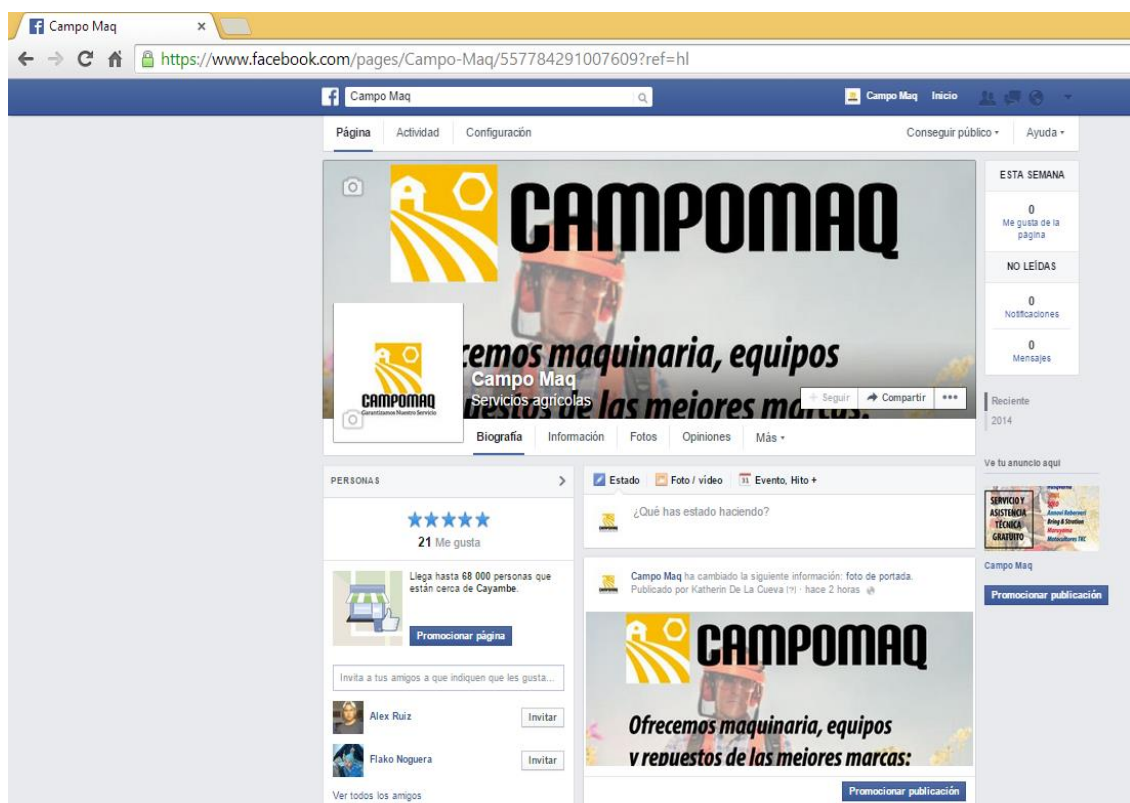 Campo Maq
https://www.facebook.com/pages/Campo-Maq/557784291007609?ref=hl
Campo Maq
Campo Maq Inicio
Página Actividad Configuración
Conseguir público Ayuda
CAMPOMAQ
cemos maquinaria, equipos
uestos de las mejores marcas:
CAMPOMAQ
Garantizamos Nuestro Servicio
Campo Maq
Servicios agrícolas
+ Seguir Compartir •••
Biografía Información Fotos Opiniones Más
ESTA SEMANA
0
Me gusta de la
página
NO LEÍDAS
0
Notificaciones
0
Mensajes
Reciente
2014
PERSONAS
21 Me gusta
Llega hasta 68 000 personas que
están cerca de Cayambe.
Promocionar página
Invita a tus amigos a que indiquen que les gusta...
Alex Ruiz Invitar
Flako Noguera Invitar
Ver todos los amigos
Estado Foto / vídeo 31 Evento, Hito +
¿Qué has estado haciendo?
Campo Maq ha cambiado la siguiente información: foto de portada.
Publicado por Katherin De La Cueva [?] · hace 2 horas
CAMPOMAQ
Ofrecemos maquinaria, equipos
y repuestos de las mejores marcas:
Promocionar publicación
Ve tu anuncio aquí
SERVICIO Y
ASISTENCIA
TÉCNICA
GRATUITO
Campo Maq
Promocionar publicación